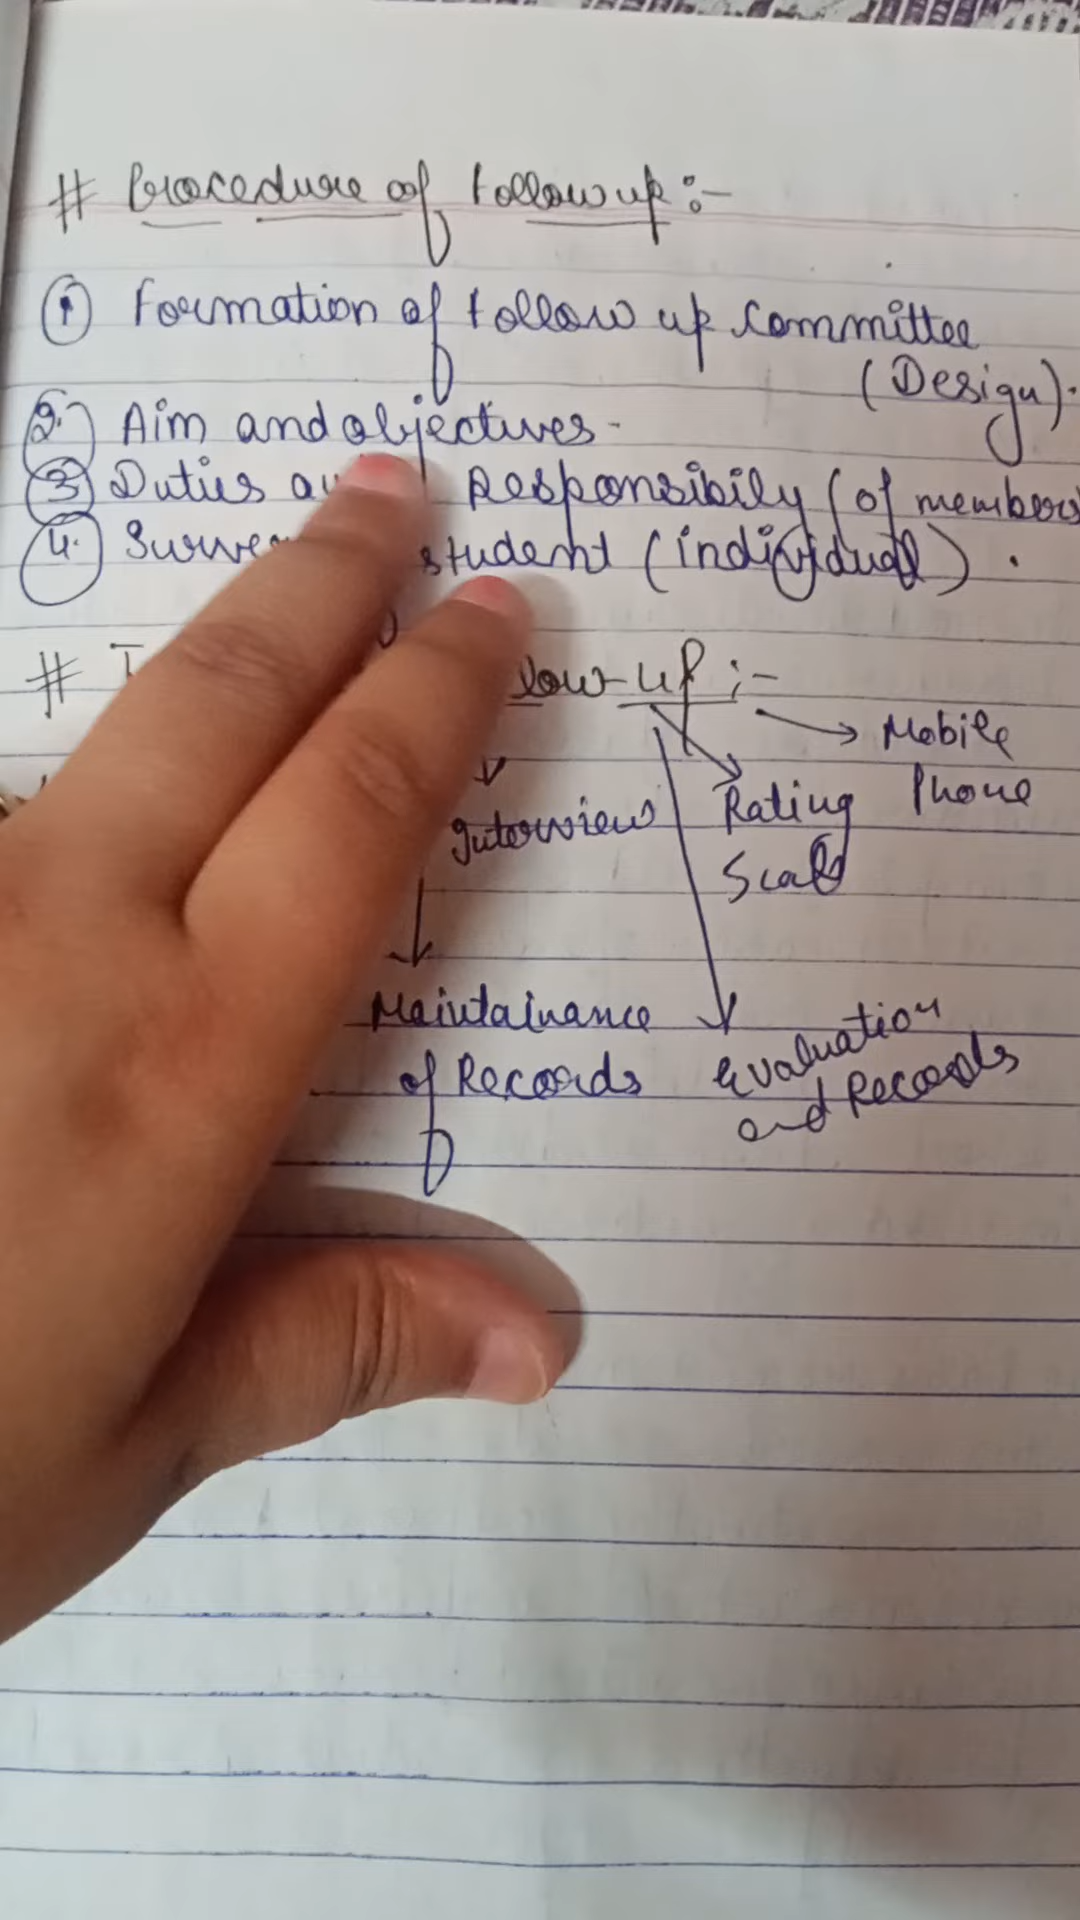 # Procedure of Follow up :-
① Formation of Follow up Committee
(Design).
②. Aim and objectives.
③ Duties Responsibily (of members
④. student (individual).
# up :-
→ Mobile
Phone
Interview
Rating
Scale
Maintainance
of Records
Evaluation
and Records